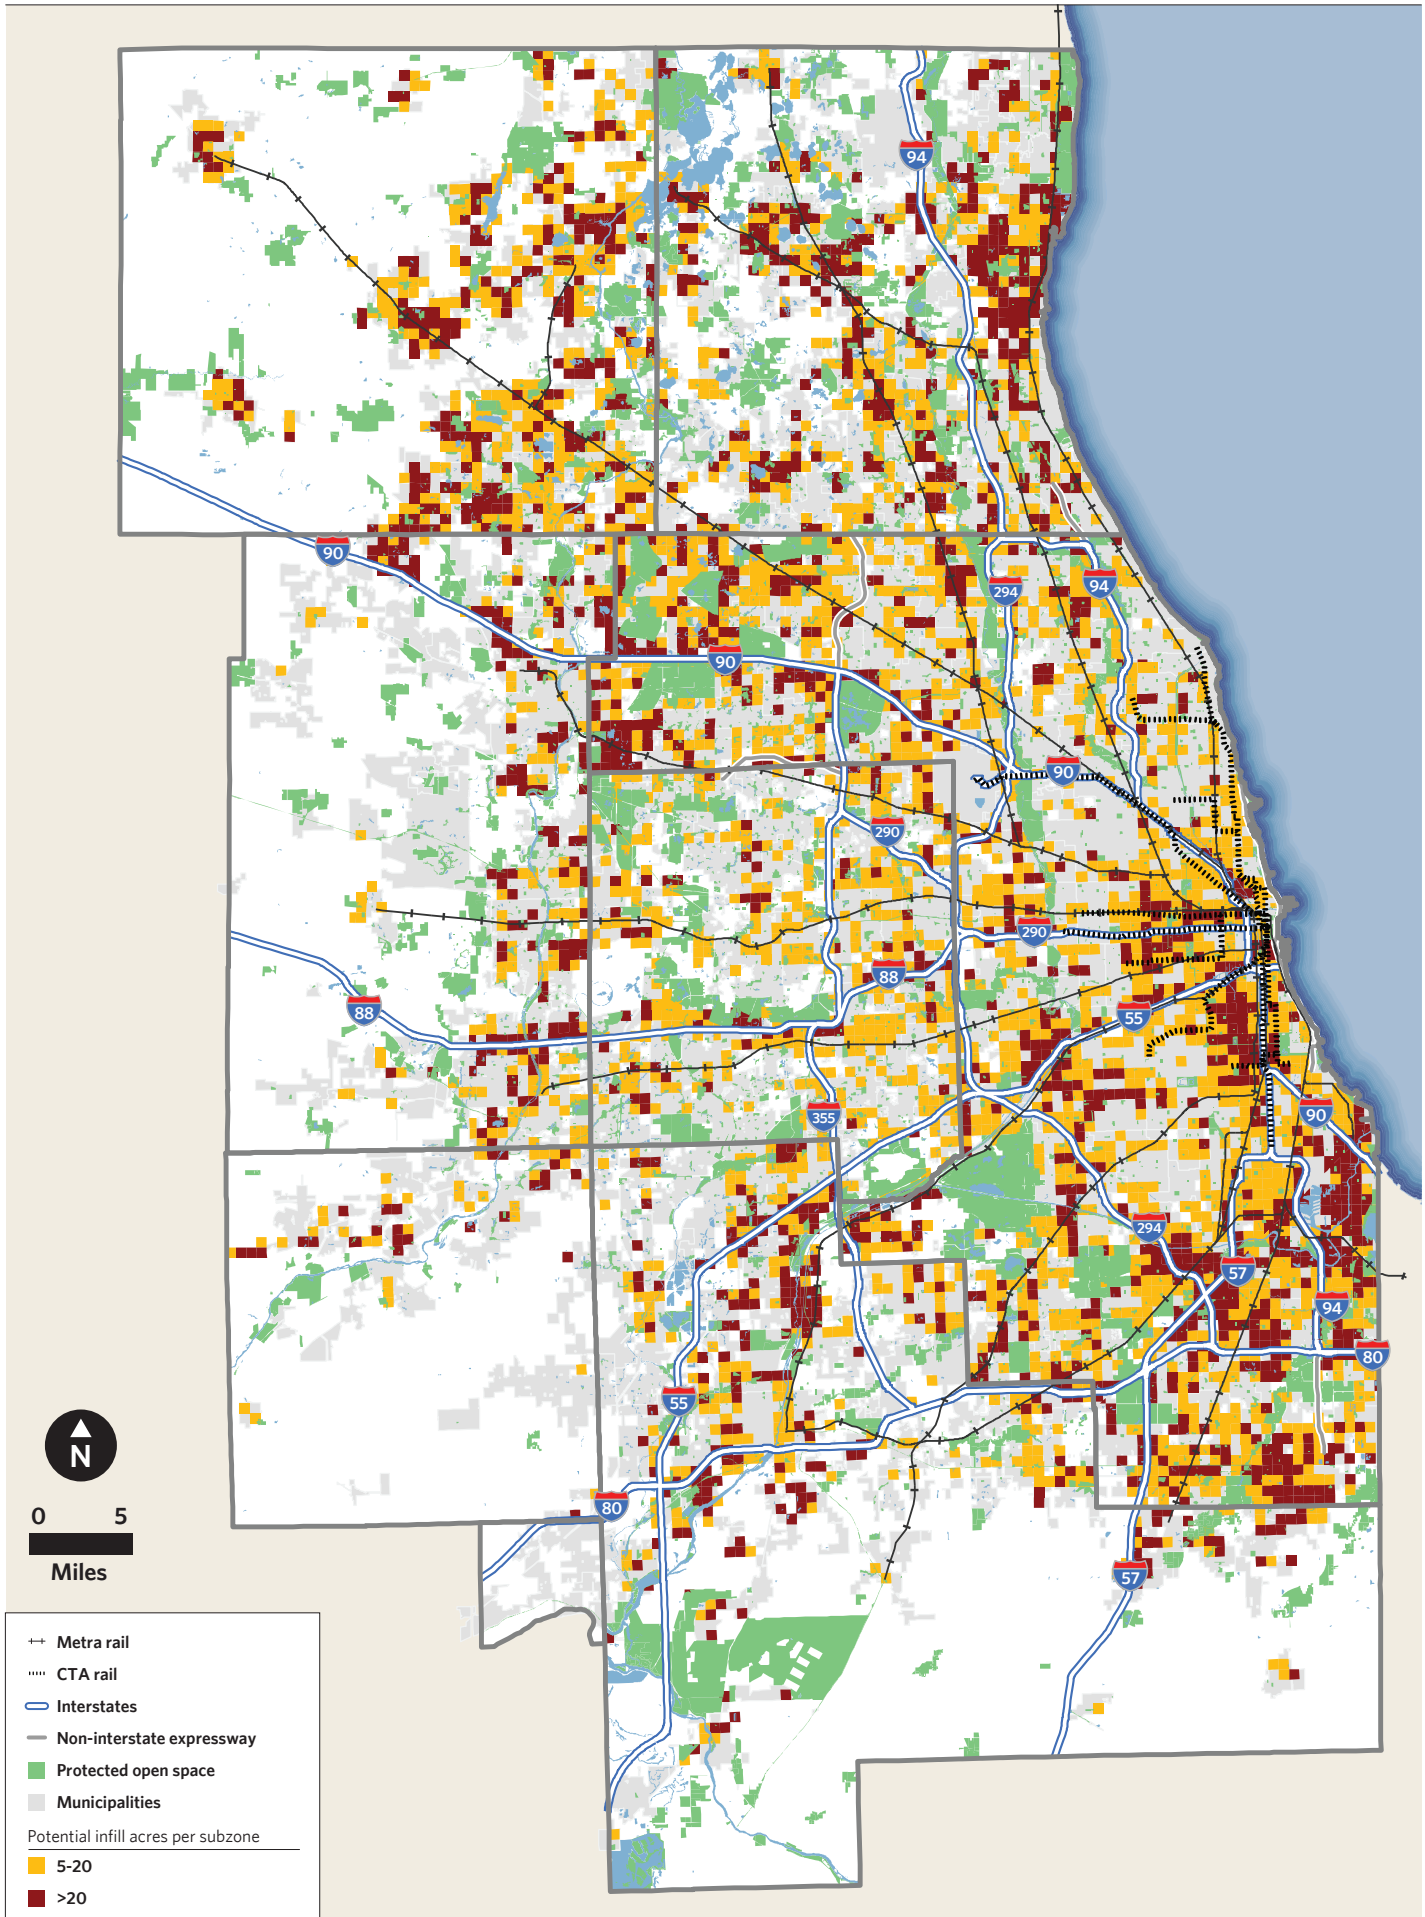 94
90
294
94
90
90
290
290
88
88
55
355
90
294
57
94
80
55
N
80
0 5
Miles
57
Metra rail
CTA rail
Interstates
Non-interstate expressway
Protected open space
Municipalities
Potential infill acres per subzone
5-20
>20